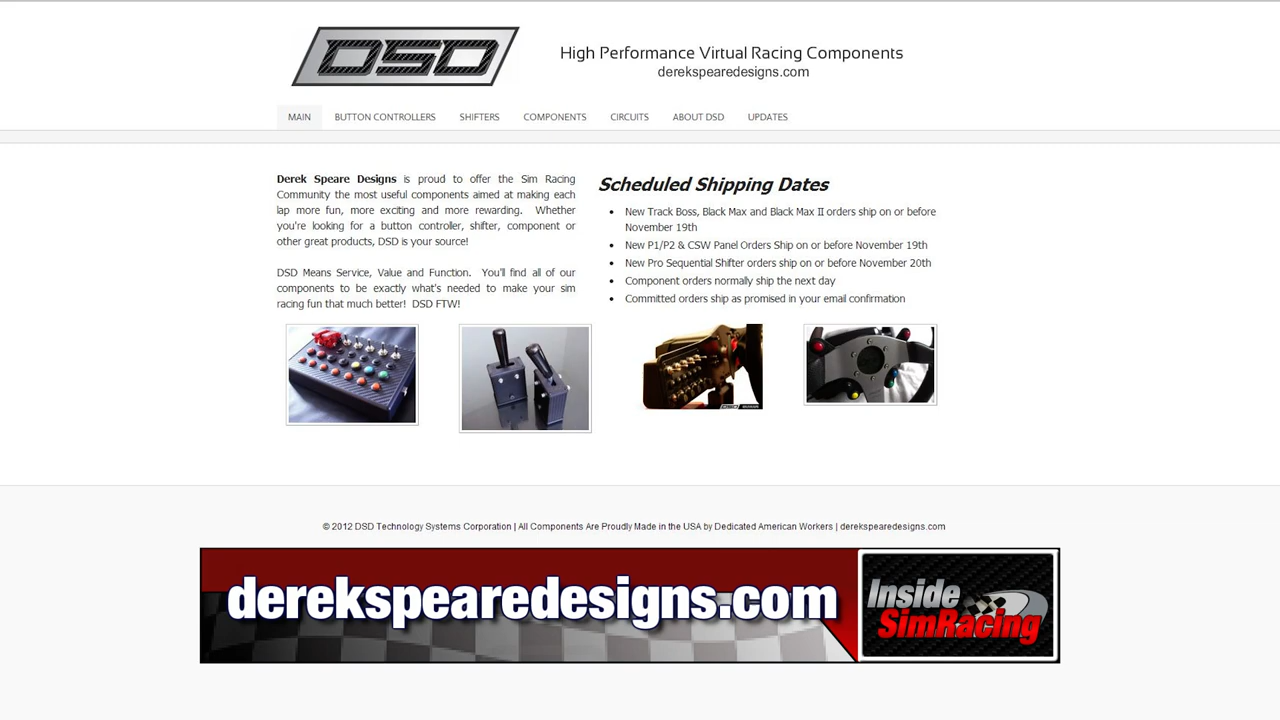 DSD
High Performance Virtual Racing Components
derekspearedesigns.com
MAIN BUTTON CONTROLLERS SHIFTERS COMPONENTS CIRCUITS ABOUT DSD UPDATES
Derek Speare Designs is proud to offer the Sim Racing
Community the most useful components aimed at making each
lap more fun, more exciting and more rewarding. Whether
you're looking for a button controller, shifter, component or
other great products, DSD is your source!
DSD Means Service, Value and Function. You'll find all of our
components to be exactly what's needed to make your sim
racing fun that much better! DSD FTW!
Scheduled Shipping Dates
• New Track Boss, Black Max and Black Max II orders ship on or before
November 19th
• New P1/P2 & CSW Panel Orders Ship on or before November 19th
• New Pro Sequential Shifter orders ship on or before November 20th
• Component orders normally ship the next day
• Committed orders ship as promised in your email confirmation
© 2012 DSD Technology Systems Corporation | All Components Are Proudly Made in the USA by Dedicated American Workers | derekspearedesigns.com
derekspearedesigns.com
Inside
SimRacing